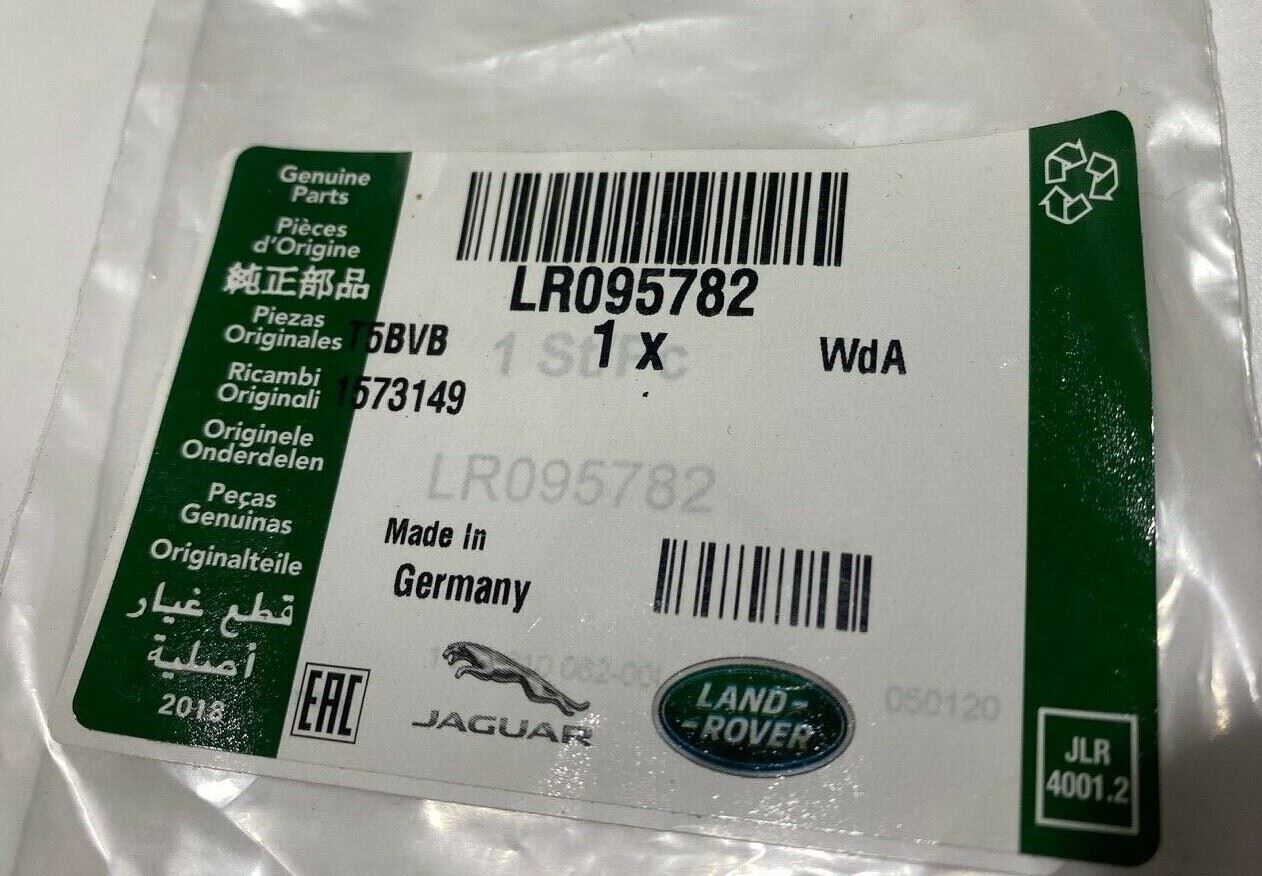 Genuine
Parts
Pièces
d'Origine
純正部品
Piezas
Originales
Ricambi
Originali
Originele
Onderdelen
Peças
Genuinas
Originalteile
قطع غيار
أصلية
2018
LR095782
T5BVB
1 x
WdA
1573149
LR095782
Made In
Germany
EAC
JAGUAR
LAND-
-ROVER
050120
JLR
4001.2